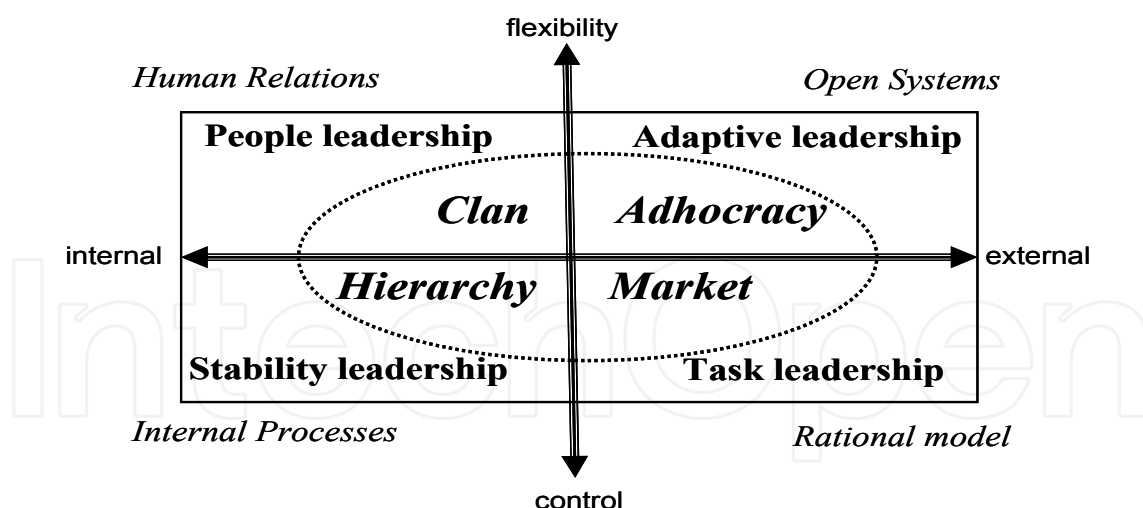 flexibility
Human Relations
Open Systems
People leadership
Adaptive leadership
Clan
Adhocracy
internal
external
Hierarchy
Market
Stability leadership
Task leadership
Internal Processes
Rational model
control
IntechOpen